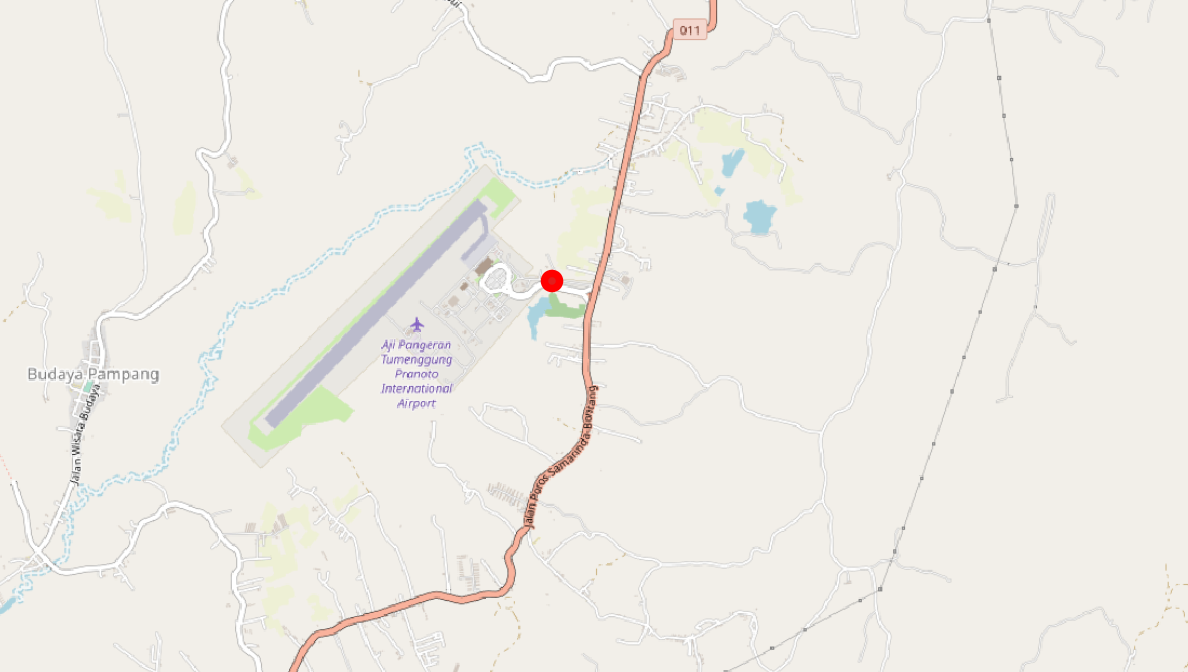 011
Aji Pangeran
Tumenggung
Pranoto
International
Airport
Budaya Pampang
Jalan Wisata Budaya
Jalan Poros Samarinda-Bontang